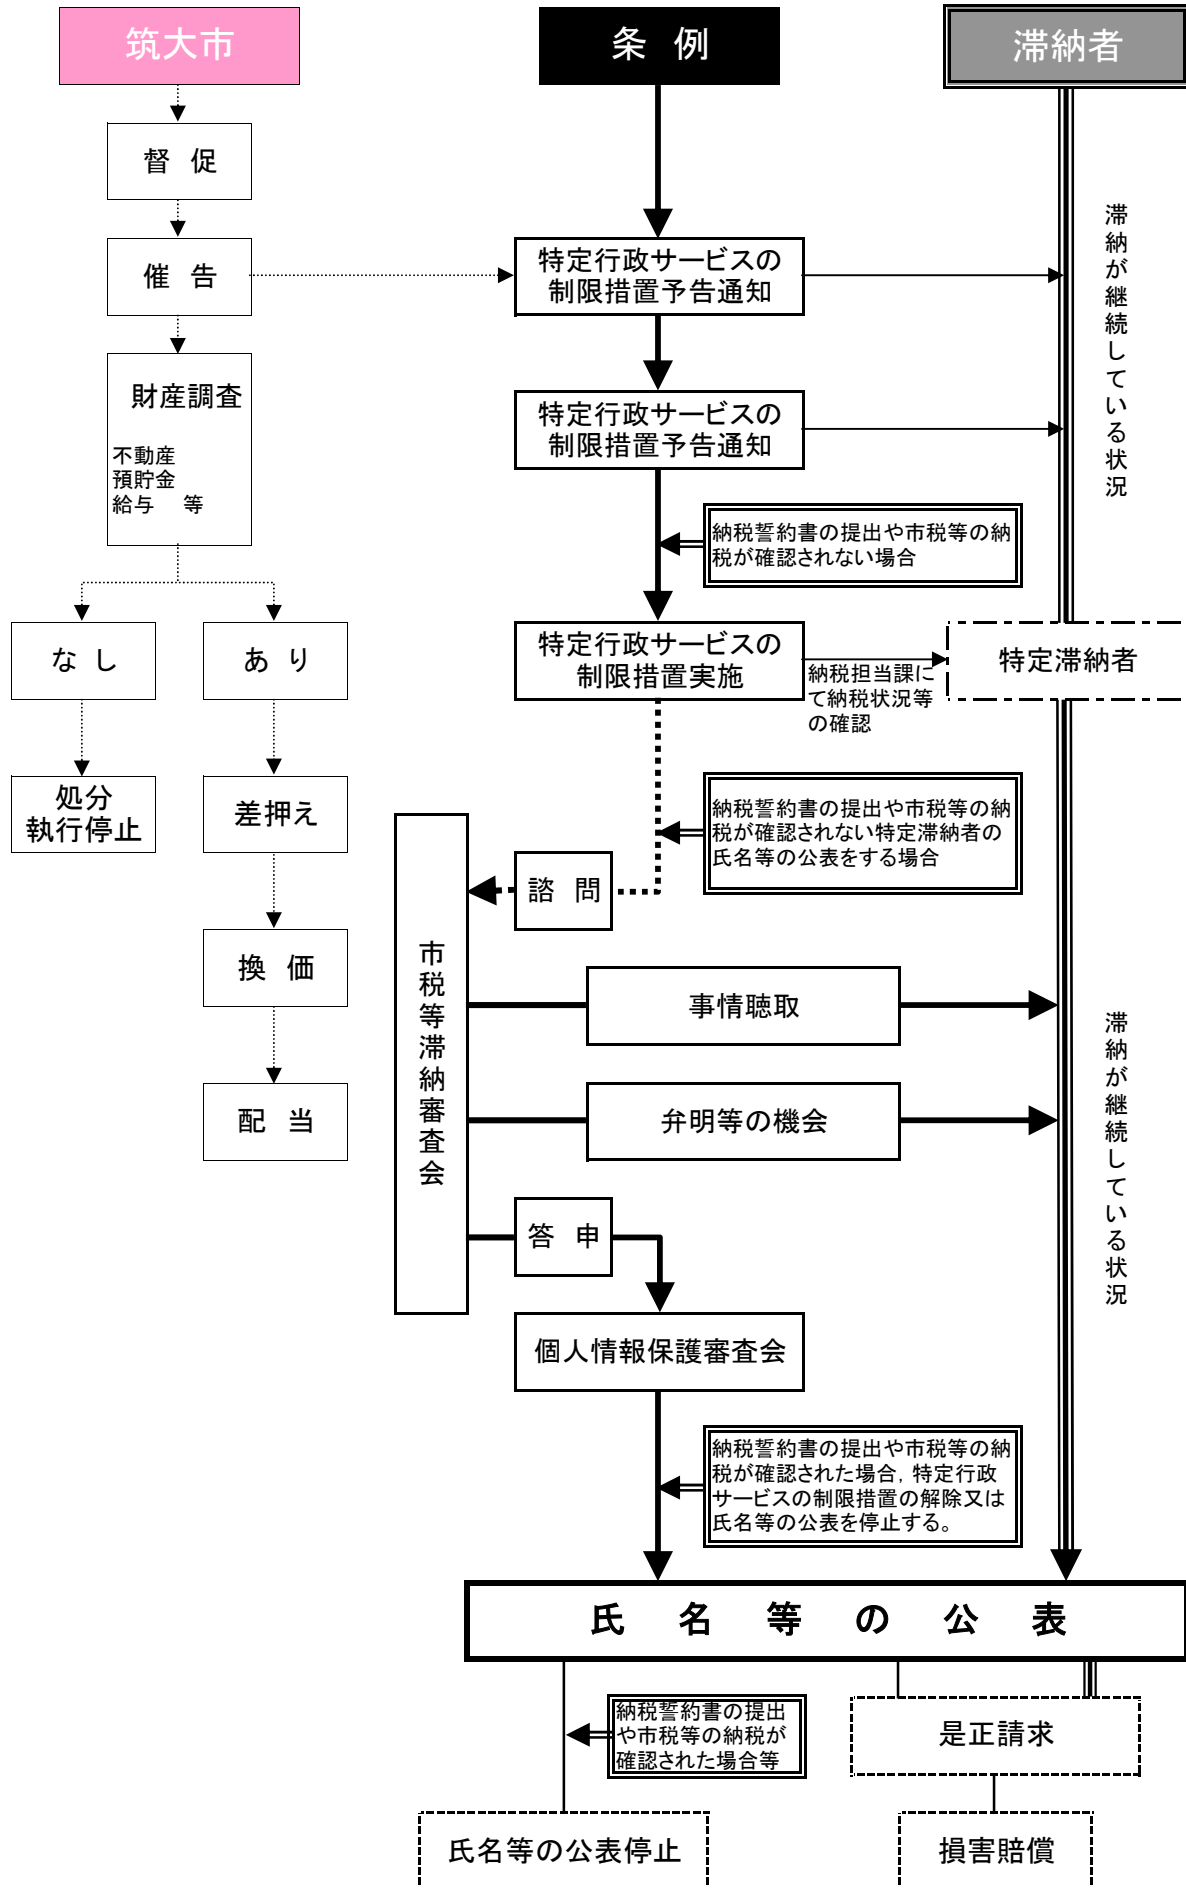 筑大市
条 例
滞納者
督 促
催 告
特定行政サービスの
制限措置予告通知
滞納が継続している状況
財産調査
不動産
預貯金
給与 等
特定行政サービスの
制限措置予告通知
納税誓約書の提出や市税等の納
税が確認されない場合
なし
あり
特定行政サービスの
制限措置実施
納税担当課に
て納税状況等
の確認
特定滞納者
処分
執行停止
差押え
納税誓約書の提出や市税等の納
税が確認されない特定滞納者の
氏名等の公表をする場合
諮 問
市税等滞納審査会
換 価
事情聴取
滞納が継続している状況
配 当
弁明等の機会
答 申
個人情報保護審査会
納税誓約書の提出や市税等の納
税が確認された場合，特定行政
サービスの制限措置の解除又は
氏名等の公表を停止する。
氏 名 等 の 公 表
納税誓約書の提出
や市税等の納税が
確認された場合等
是正請求
氏名等の公表停止
損害賠償